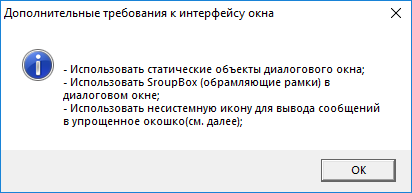 Дополнительные требования к интерфейсу окна
- Использовать статические объекты диалогового окна;
- Использовать SroupBox (обрамляющие рамки) в
диалоговом окне;
- Использовать несистемную икону для вывода сообщений
в упрощенное окошко(см. далее);
OK